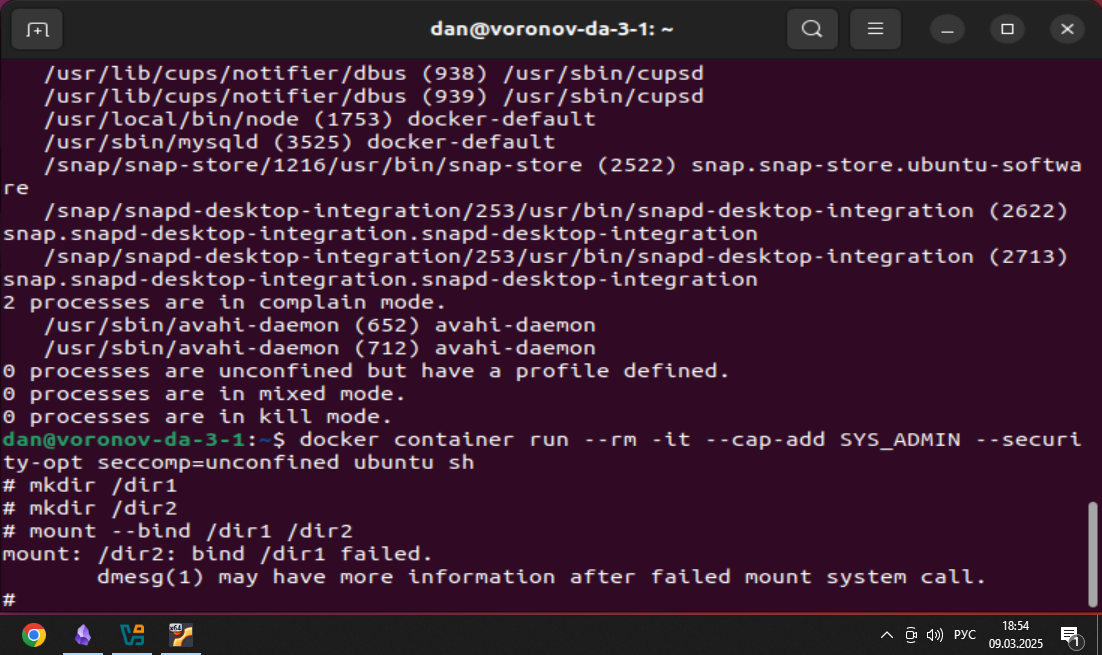 dan@voronov-da-3-1: ~
/usr/lib/cups/notifier/dbus (938) /usr/sbin/cupsd
/usr/lib/cups/notifier/dbus (939) /usr/sbin/cupsd
/usr/local/bin/node (1753) docker-default
/usr/sbin/mysqld (3525) docker-default
/snap/snap-store/1216/usr/bin/snap-store (2522) snap.snap-store.ubuntu-softwa
re
/snap/snapd-desktop-integration/253/usr/bin/snapd-desktop-integration (2622)
snap.snapd-desktop-integration.snapd-desktop-integration
/snap/snapd-desktop-integration/253/usr/bin/snapd-desktop-integration (2713)
snap.snapd-desktop-integration.snapd-desktop-integration
2 processes are in complain mode.
/usr/sbin/avahi-daemon (652) avahi-daemon
/usr/sbin/avahi-daemon (712) avahi-daemon
0 processes are unconfined but have a profile defined.
0 processes are in mixed mode.
0 processes are in kill mode.
dan@voronov-da-3-1:~$ docker container run --rm -it --cap-add SYS_ADMIN --securi
ty-opt seccomp=unconfined ubuntu sh
# mkdir /dir1
# mkdir /dir2
# mount --bind /dir1 /dir2
mount: /dir2: bind /dir1 failed.
dmesg(1) may have more information after failed mount system call.
#
x64
РУС
18:54
09.03.2025
1